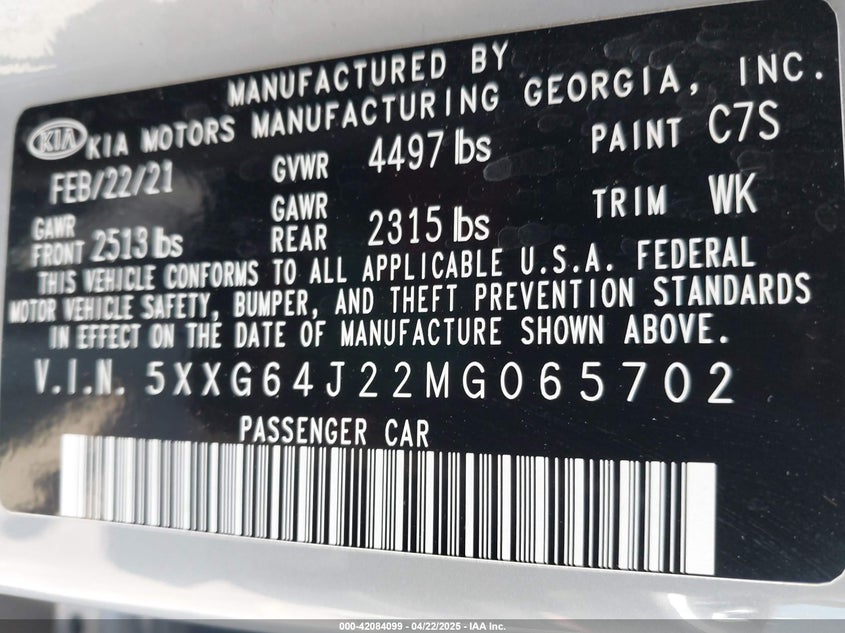 MANUFACTURED BY
KIA KIA MOTORS MANUFACTURING GEORGIA, INC.
FEB/22/21 GVWR 4497 lbs PAINT C7S
GAWR FRONT 2513 lbs GAWR REAR 2315 lbs TRIM WK
THIS VEHICLE CONFORMS TO ALL APPLICABLE U.S.A. FEDERAL
MOTOR VEHICLE SAFETY, BUMPER, AND THEFT PREVENTION STANDARDS
IN EFFECT ON THE DATE OF MANUFACTURE SHOWN ABOVE.
V.I.N. 5XXG64J22MG065702
PASSENGER CAR
000-42084099 - 04/22/2025 - IAA Inc.